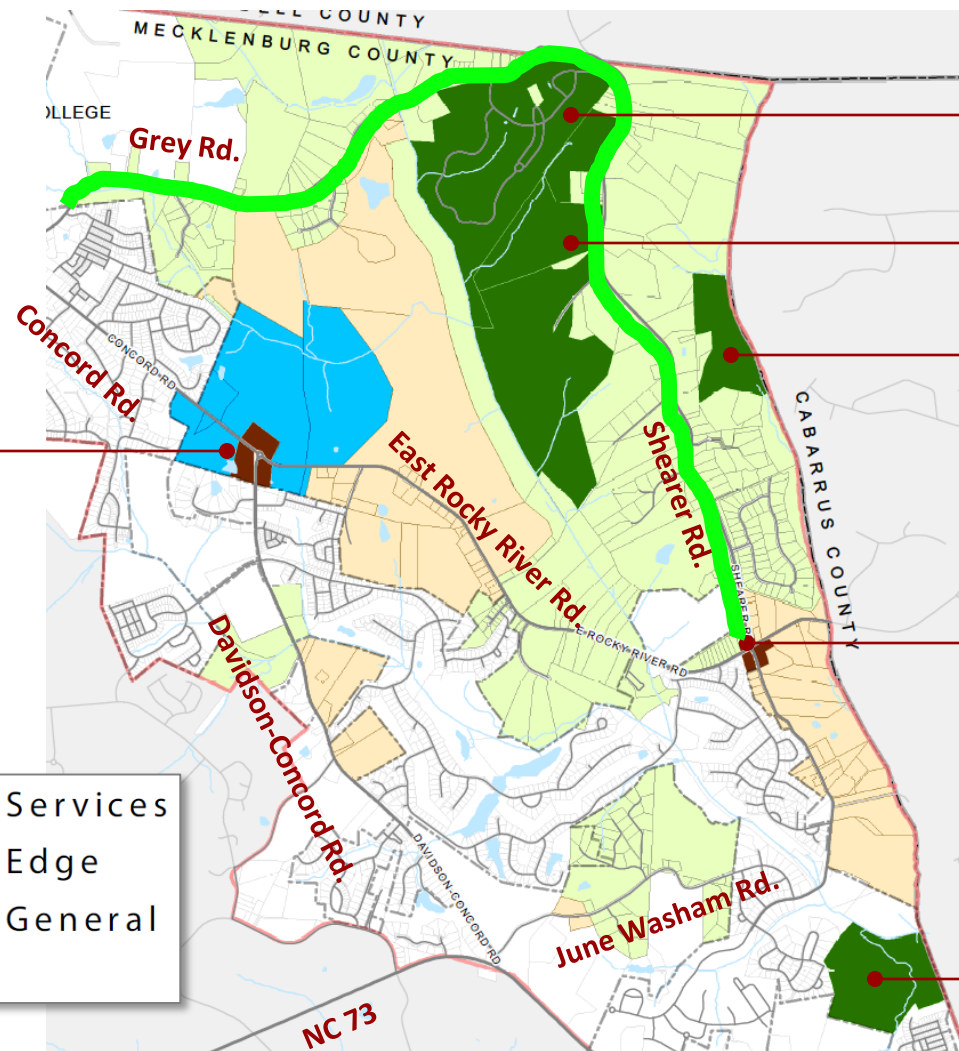 ELL COUNTY
MECKLENBURG COUNTY
OLLEGE
Grey Rd.
Concord Rd.
CONCORD RD
East Rocky River Rd.
Shearer Rd.
CABARRUS COUNTY
SHEARER R
E ROCKY RIVER RD
Davidson-Concord Rd.
DAVIDSON-CONCORD RD
June Washam Rd.
NC 73
Services
Edge
General